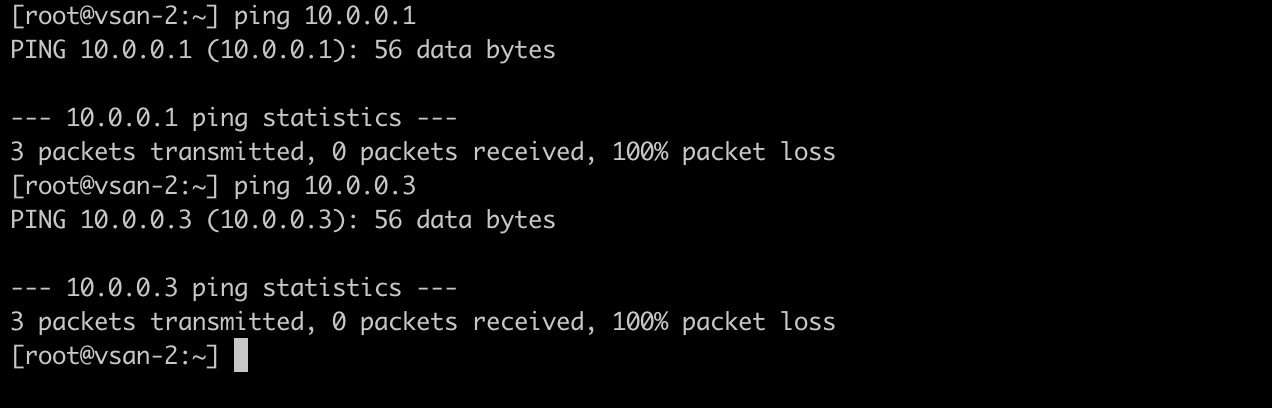 [root@vsan-2:~] ping 10.0.0.1
PING 10.0.0.1 (10.0.0.1): 56 data bytes
--- 10.0.0.1 ping statistics ---
3 packets transmitted, 0 packets received, 100% packet loss
[root@vsan-2:~] ping 10.0.0.3
PING 10.0.0.3 (10.0.0.3): 56 data bytes
--- 10.0.0.3 ping statistics ---
3 packets transmitted, 0 packets received, 100% packet loss
[root@vsan-2:~]